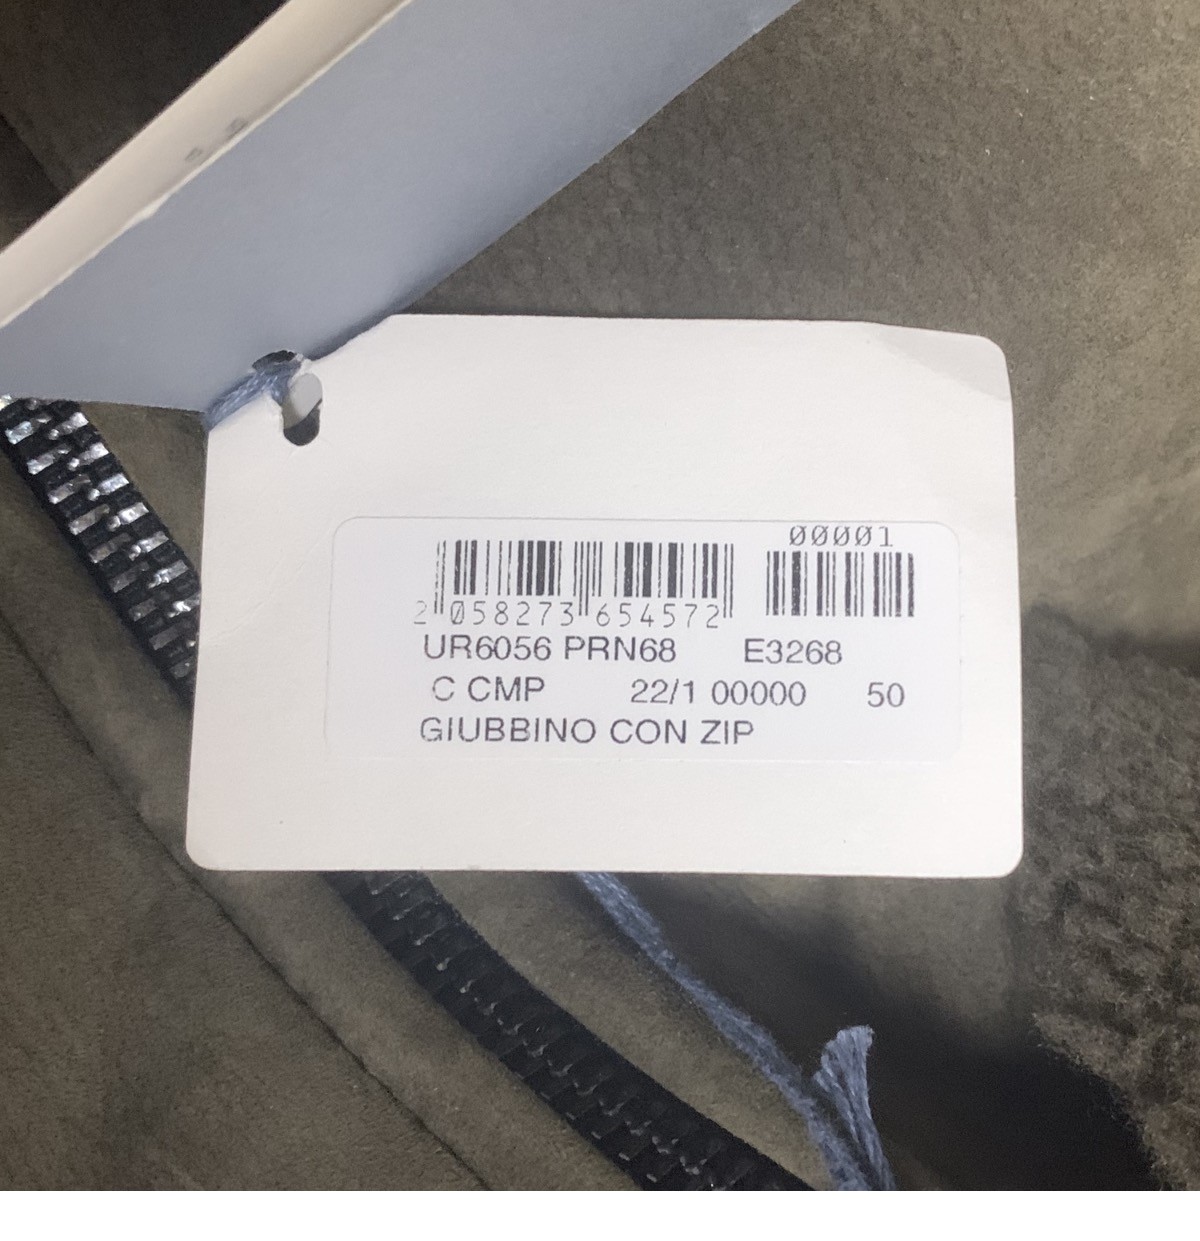 00001
2 058273 654572
UR6056 PRN68 E3268
C CMP 22/1 00000 50
GIUBBINO CON ZIP